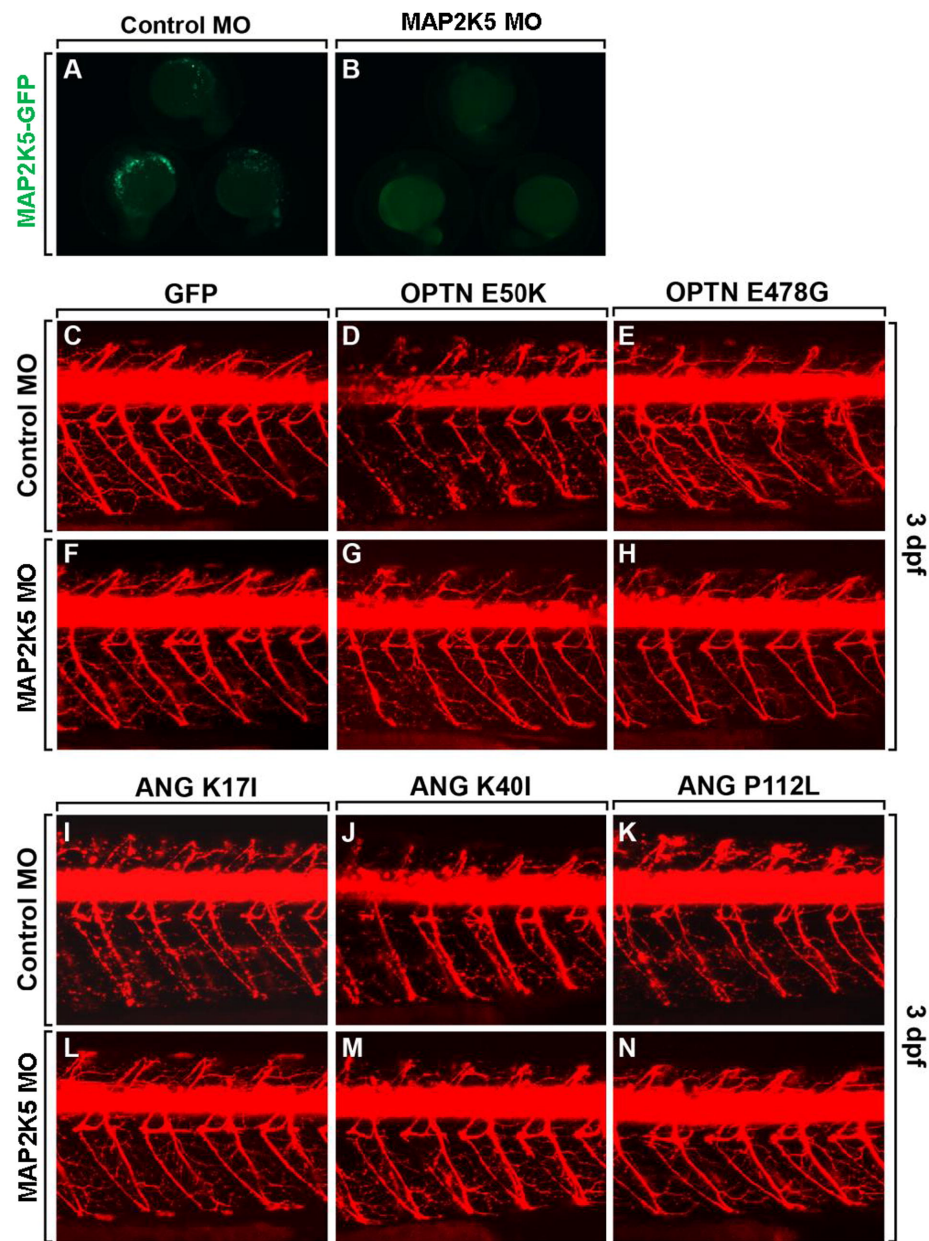 Control MO
MAP2K5 MO
MAP2K5-GFP
A
B
GFP
OPTN E50K
OPTN E478G
Control MO
C
D
E
MAP2K5 MO
F
G
H
3 dpf
ANG K17I
ANG K40I
ANG P112L
Control MO
I
J
K
MAP2K5 MO
L
M
N
3 dpf